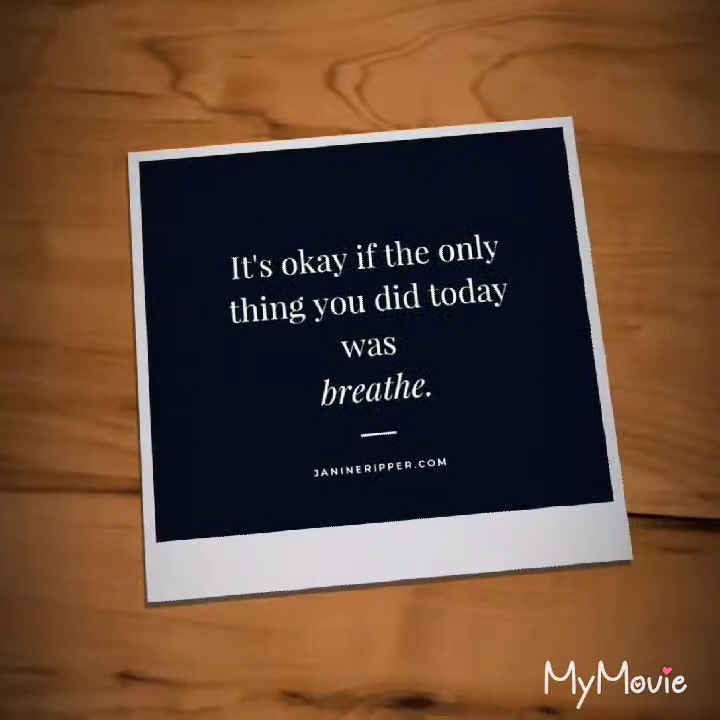 It's okay if the only
thing you did today
was
breathe.
JANINERIPPER.COM
MyMovie